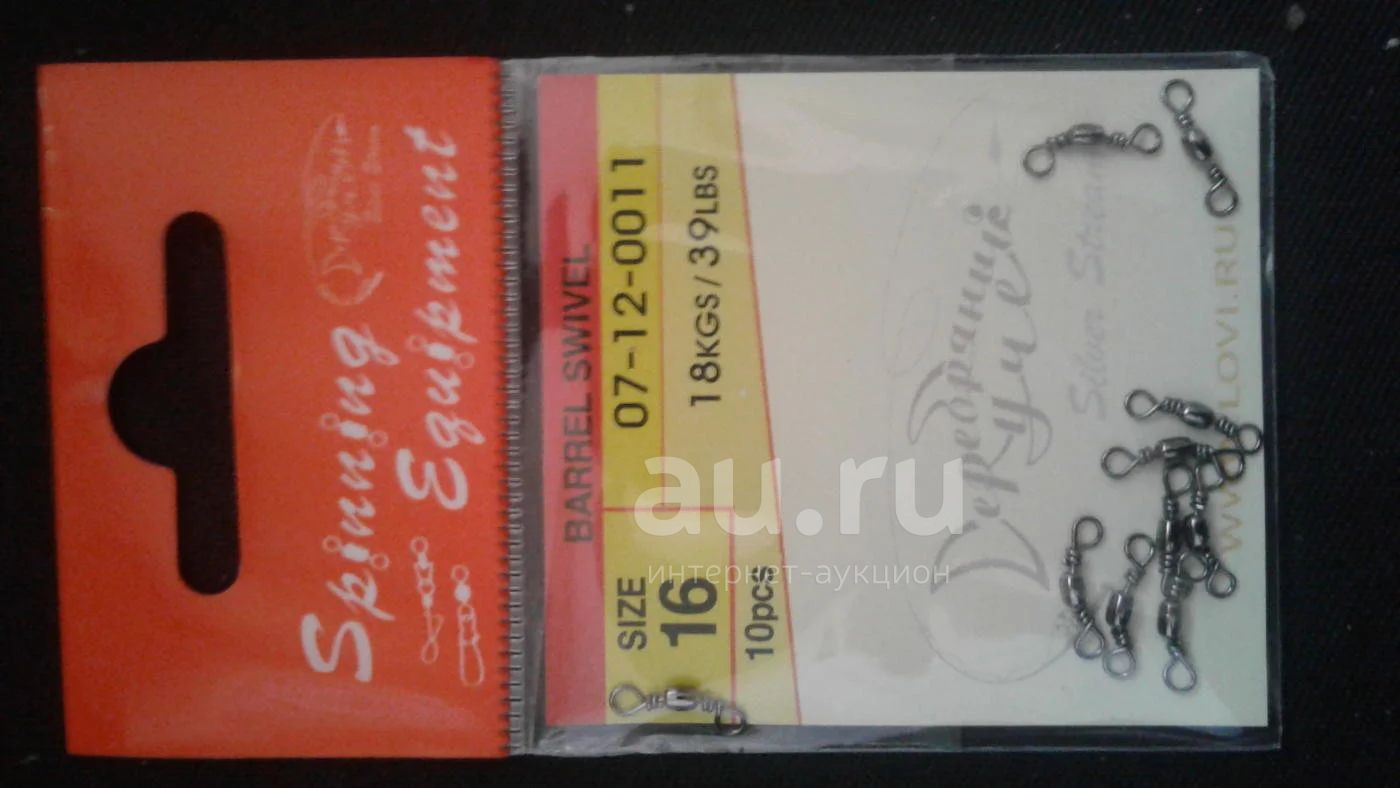 Spinning
Equipment
BARREL SWIVEL
SIZE
16
07-12-0011
18KGS/39LBS
10pcs
Серебряный
Ручей
Silver Stream
WWW.LOVI.RU
au.ru
интернет-аукцион